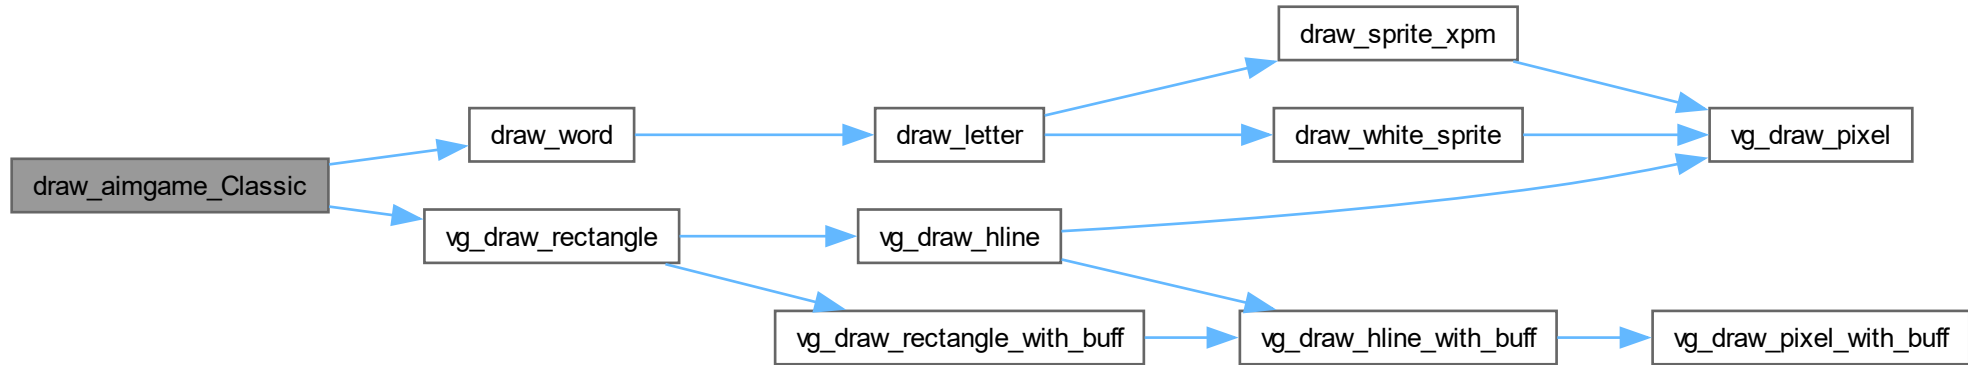 draw_sprite_xpm
draw_word
draw_letter
draw_white_sprite
vg_draw_pixel
draw_aimgame_Classic
vg_draw_rectangle
vg_draw_hline
vg_draw_rectangle_with_buff
vg_draw_hline_with_buff
vg_draw_pixel_with_buff